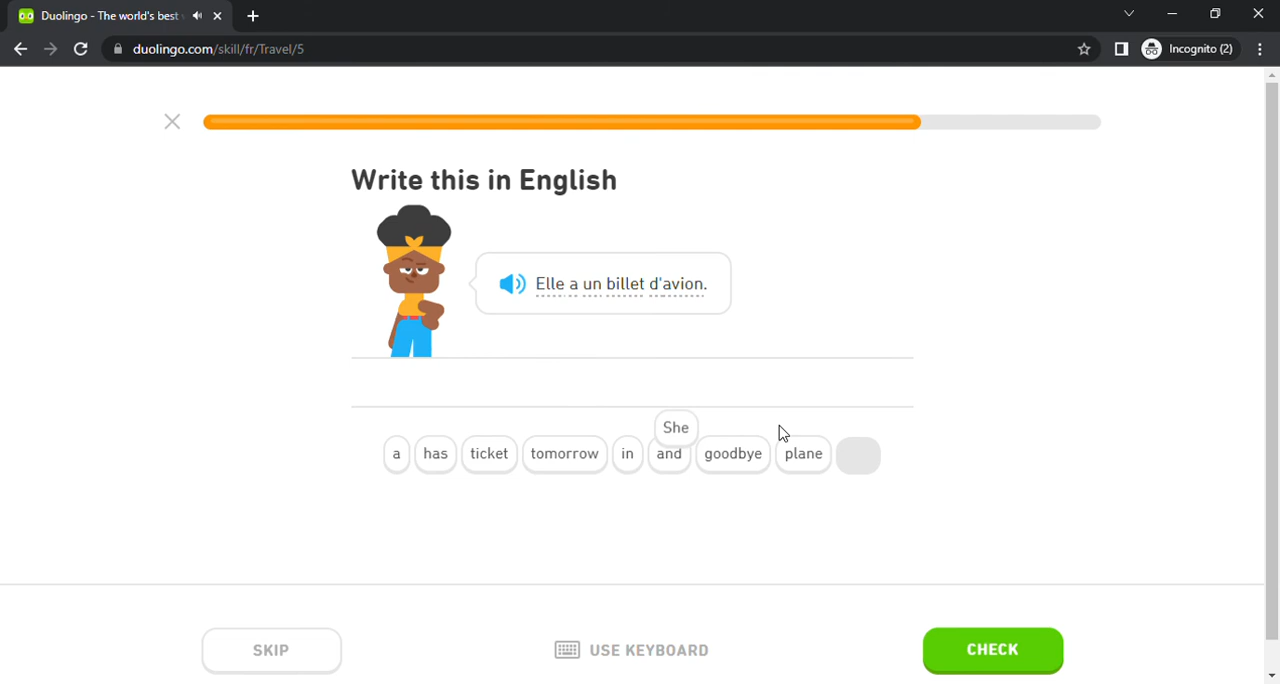 Duolingo - The world's best
duolingo.com/skill/fr/Travel/5
Incognito (2)
Write this in English
Elle a un billet d'avion.
She
a has ticket tomorrow in and goodbye plane
SKIP
USE KEYBOARD
CHECK